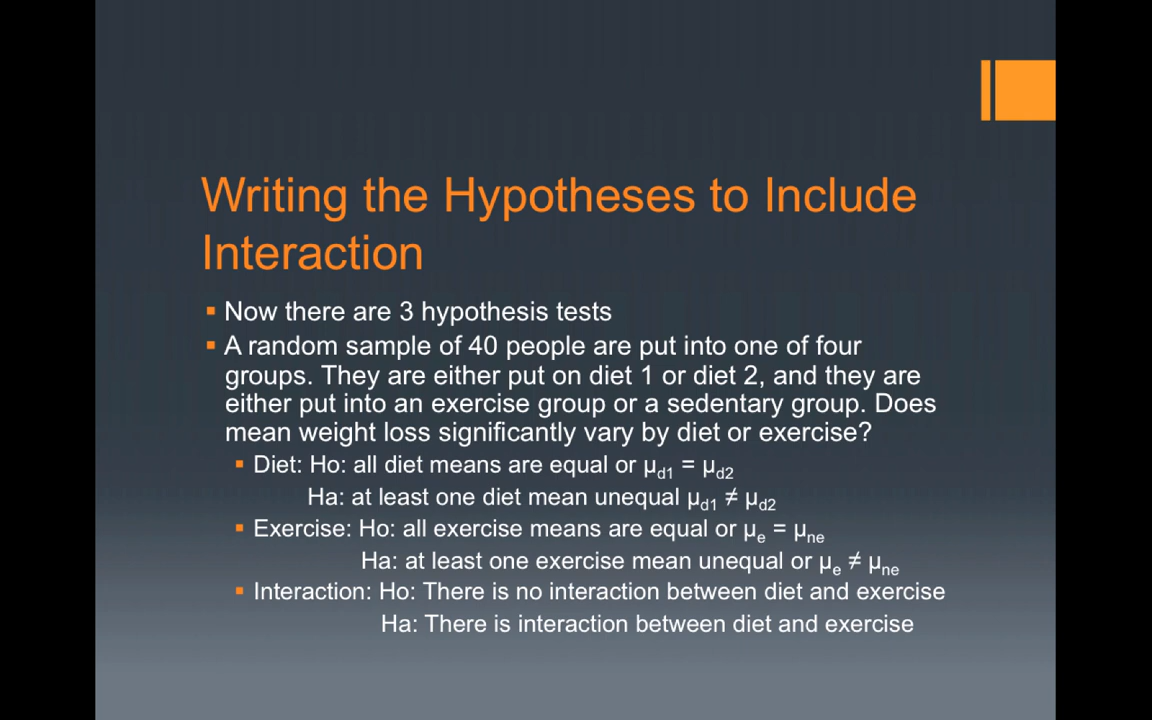 Writing the Hypotheses to Include
Interaction
▪ Now there are 3 hypothesis tests
▪ A random sample of 40 people are put into one of four
groups. They are either put on diet 1 or diet 2, and they are
either put into an exercise group or a sedentary group. Does
mean weight loss significantly vary by diet or exercise?
▪ Diet: Ho: all diet means are equal or μd1 = μd2
Ha: at least one diet mean unequal μd1 ≠ μd2
▪ Exercise: Ho: all exercise means are equal or μe = μne
Ha: at least one exercise mean unequal or μe ≠ μne
▪ Interaction: Ho: There is no interaction between diet and exercise
Ha: There is interaction between diet and exercise